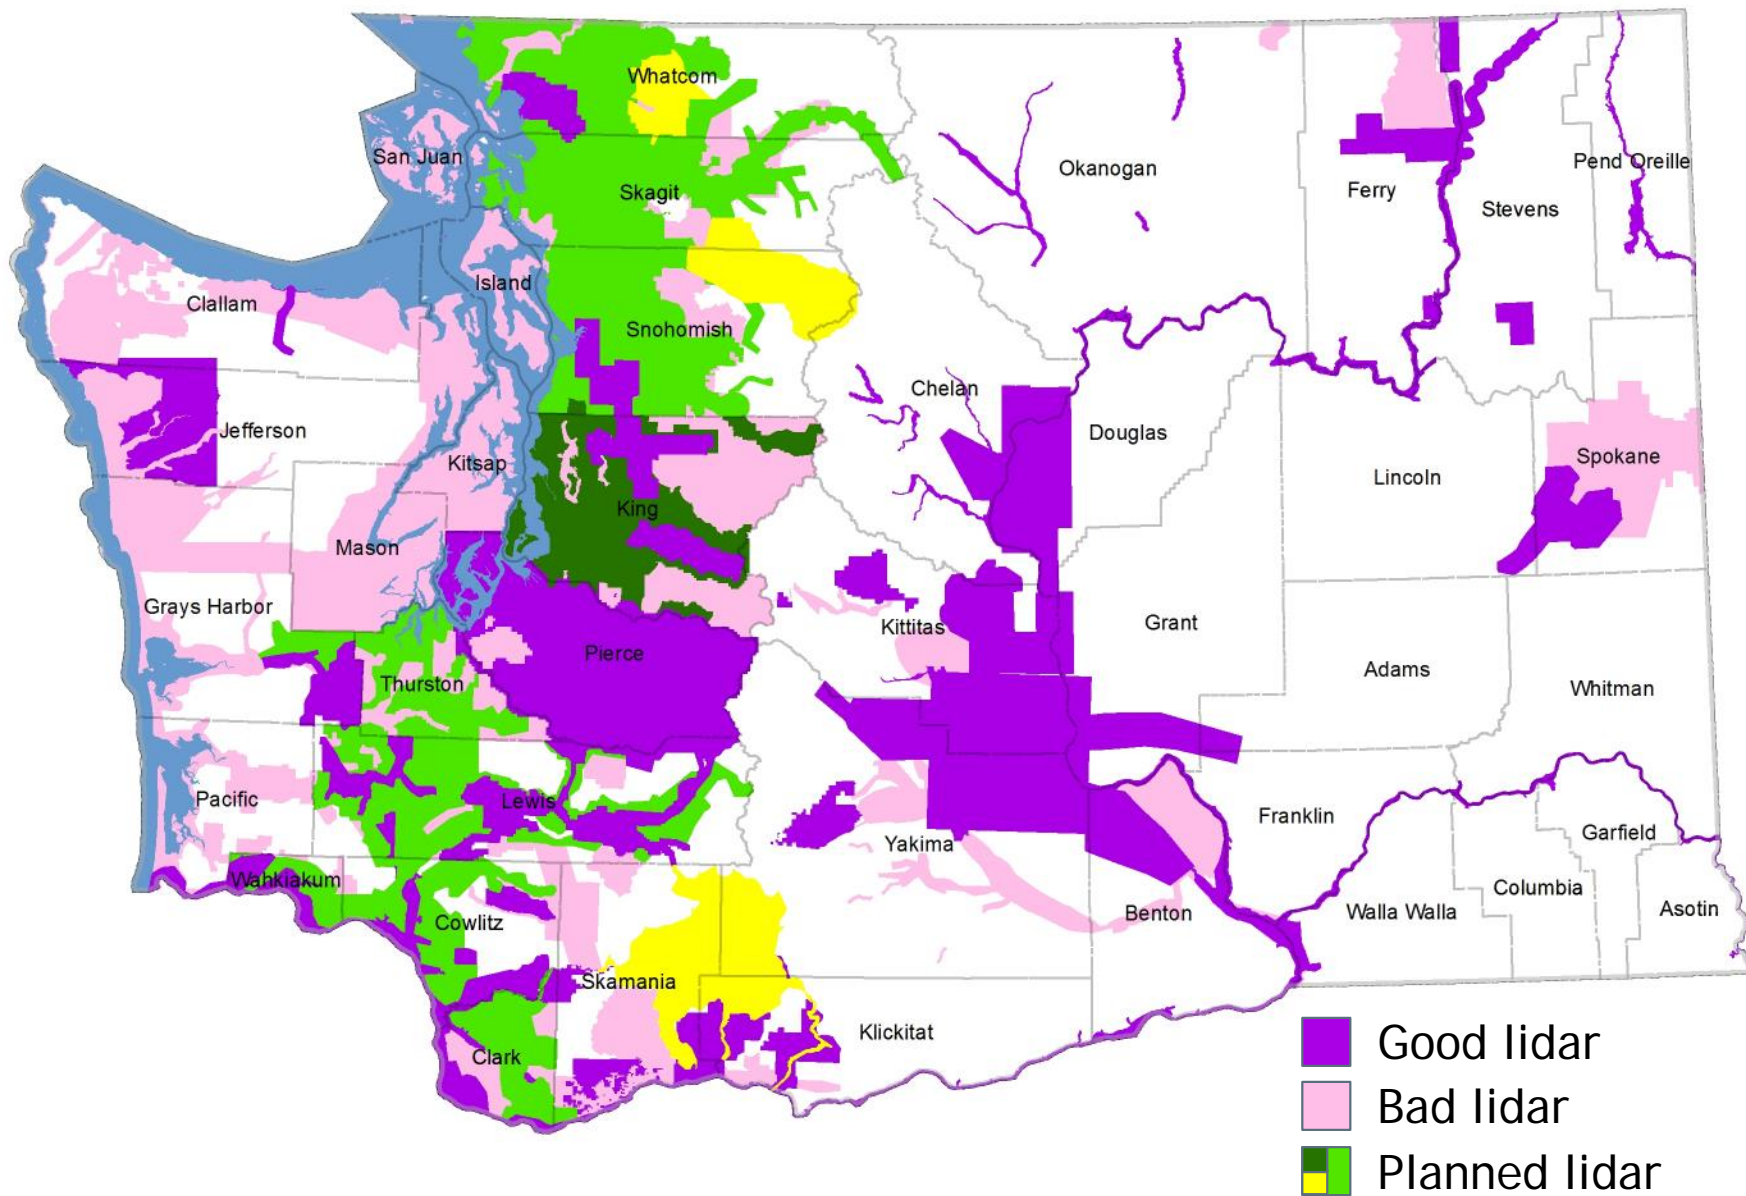 Whatcom
San Juan
Okanogan
Pend Oreille
Skagit
Ferry
Stevens
Island
Clallam
Snohomish
Chelan
Jefferson
Douglas
Kitsap
Spokane
Lincoln
King
Mason
Grays Harbor
Kittitas
Grant
Pierce
Adams
Thurston
Whitman
Pacific
Lewis
Franklin
Garfield
Yakima
Wahkiakum
Columbia
Cowlitz
Benton
Walla Walla
Asotin
Skamania
Klickitat
Clark
Good lidar
Bad lidar
Planned lidar